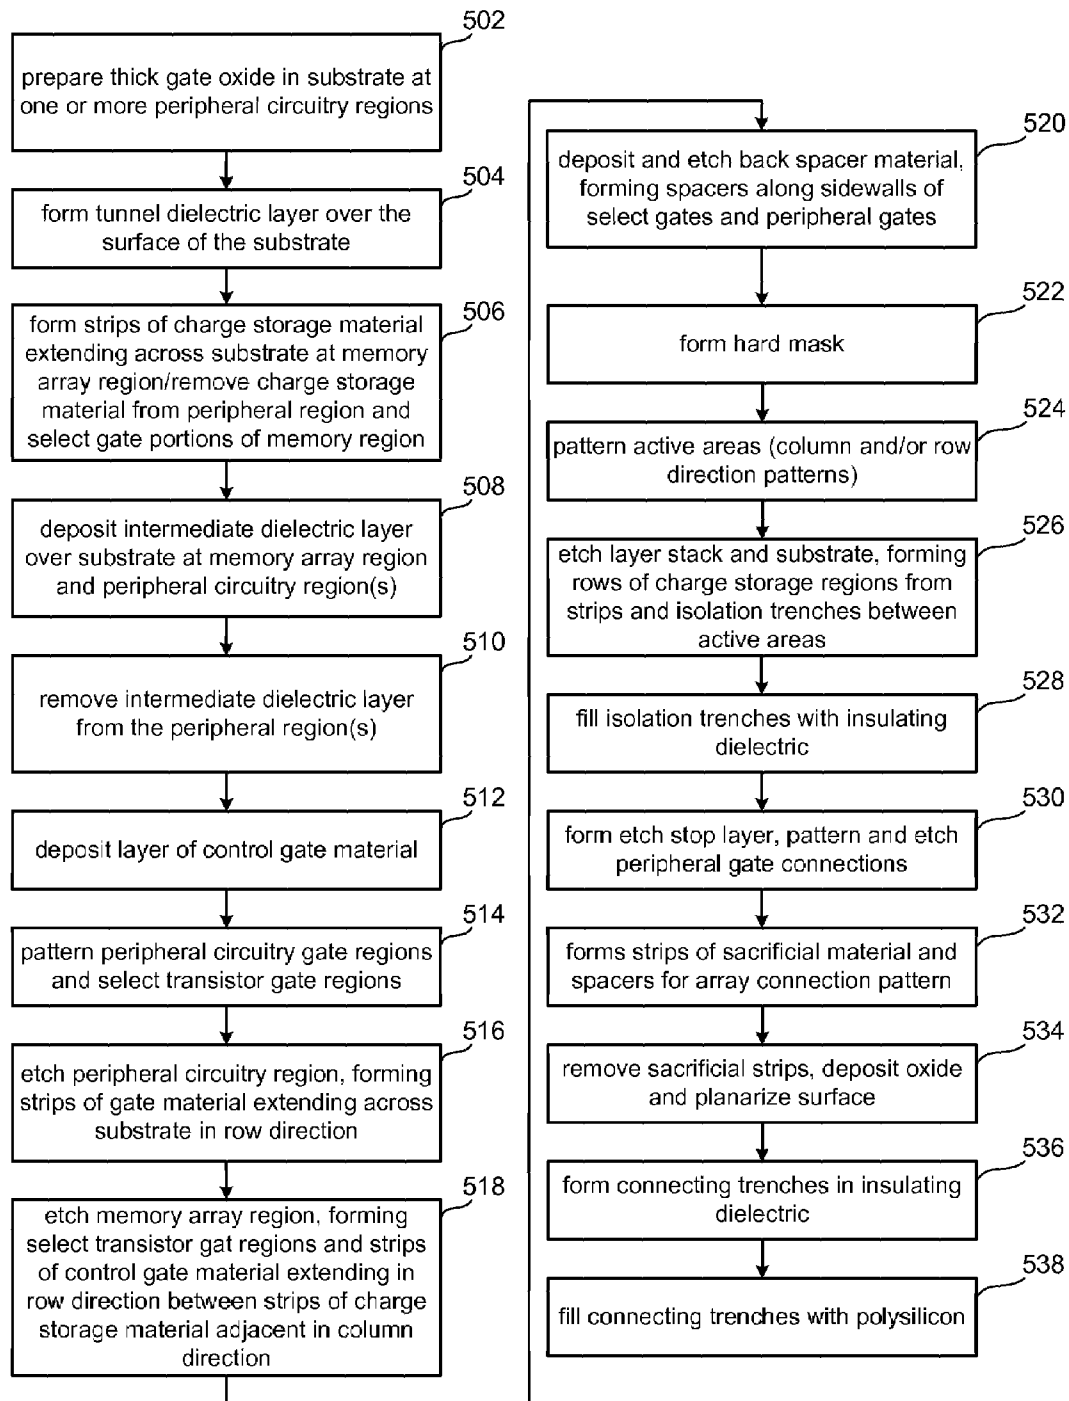 502
prepare thick gate oxide in substrate at
one or more peripheral circuitry regions
504
form tunnel dielectric layer over the
surface of the substrate
506
form strips of charge storage material
extending across substrate at memory
array region/remove charge storage
material from peripheral region and
select gate portions of memory region
508
deposit intermediate dielectric layer
over substrate at memory array region
and peripheral circuitry region(s)
510
remove intermediate dielectric layer
from the peripheral region(s)
512
deposit layer of control gate material
514
pattern peripheral circuitry gate regions
and select transistor gate regions
516
etch peripheral circuitry region, forming
strips of gate material extending across
substrate in row direction
518
etch memory array region, forming
select transistor gat regions and strips
of control gate material extending in
row direction between strips of charge
storage material adjacent in column
direction
520
deposit and etch back spacer material,
forming spacers along sidewalls of
select gates and peripheral gates
522
form hard mask
524
pattern active areas (column and/or row
direction patterns)
526
etch layer stack and substrate, forming
rows of charge storage regions from
strips and isolation trenches between
active areas
528
fill isolation trenches with insulating
dielectric
530
form etch stop layer, pattern and etch
peripheral gate connections
532
forms strips of sacrificial material and
spacers for array connection pattern
534
remove sacrificial strips, deposit oxide
and planarize surface
536
form connecting trenches in insulating
dielectric
538
fill connecting trenches with polysilicon